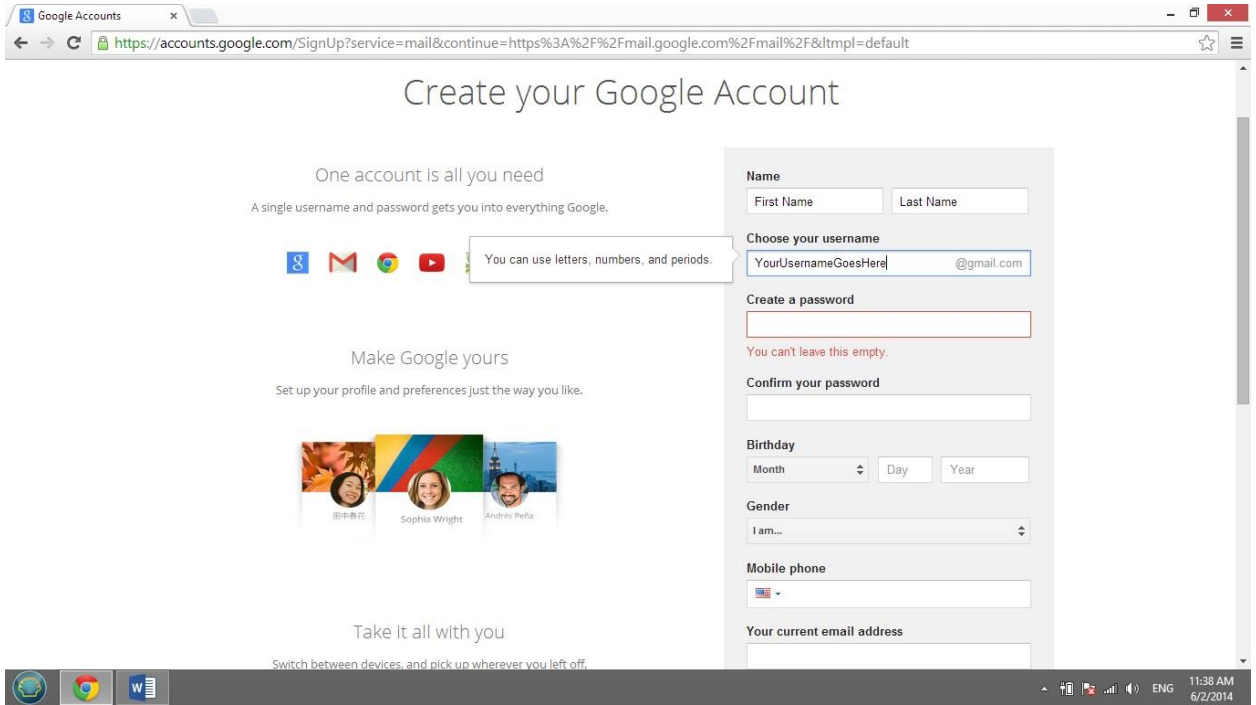 Google Accounts
https://accounts.google.com/SignUp?service=mail&continue=https%3A%2F%2Fmail.google.com%2Fmail%2F&ltmpl=default
Create your Google Account
One account is all you need
A single username and password gets you into everything Google.
Make Google yours
Set up your profile and preferences just the way you like.
田中春花
Sophia Wright
Andrés Peña
Take it all with you
Switch between devices, and pick up wherever you left off.
Name
First Name Last Name
Choose your username
You can use letters, numbers, and periods.
YourUsernameGoesHere @gmail.com
Create a password
You can't leave this empty.
Confirm your password
Birthday
Month Day Year
Gender
I am...
Mobile phone
Your current email address
ENG
11:38 AM
6/2/2014